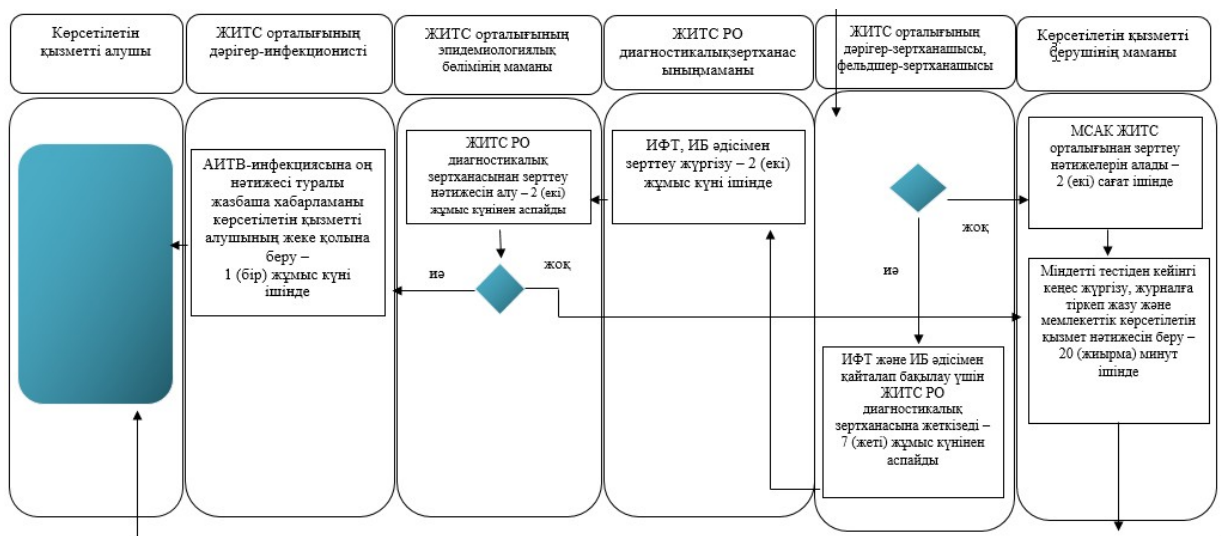 Көрсетілетін
қызметті алушы
ЖИТС орталығының
дәрігер-инфекционисті
ЖИТС орталығының
эпидемиологиялық
бөлімінің маманы
ЖИТС РО
диагностикалықзертханас
ыныңмаманы
ЖИТС орталығының
дәрігер-зертханашысы,
фельдшер-зертханашысы
Көрсетілетін қызметті
берушінің маманы
АИТВ-инфекциясына оң
нәтижесі туралы
жазбаша хабарламаны
көрсетілетін қызметті
алушының жеке қолына
беру –
1 (бір) жұмыс күні
ішінде
ЖИТС РО
диагностикалық
зертханасынан зерттеу
нәтижесін алу – 2 (екі)
жұмыс күнінен аспайды
иә
жоқ
ИФТ, ИБ әдісімен
зерттеу жүргізу – 2 (екі)
жұмыс күні ішінде
жоқ
иә
ИФТ және ИБ әдісімен
қайталап бақылау үшін
ЖИТС РО
диагностикалық
зертханасына жеткізеді –
7 (жеті) жұмыс күнінен
аспайды
МСАК ЖИТС
орталығынан зерттеу
нәтижелерін алады –
2 (екі) сағат ішінде
Міндетті тестіден кейінгі
кеңес жүргізу, журналға
тіркеп жазу және
мемлекеттік көрсетілетін
қызмет нәтижесін беру –
20 (жиырма) минут
ішінде